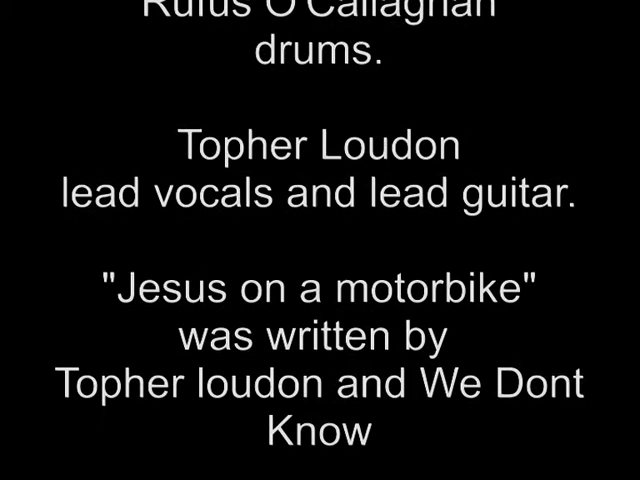 Rufus O'Callaghan
drums.
Topher Loudon
lead vocals and lead guitar.
"Jesus on a motorbike"
was written by
Topher loudon and We Dont
Know